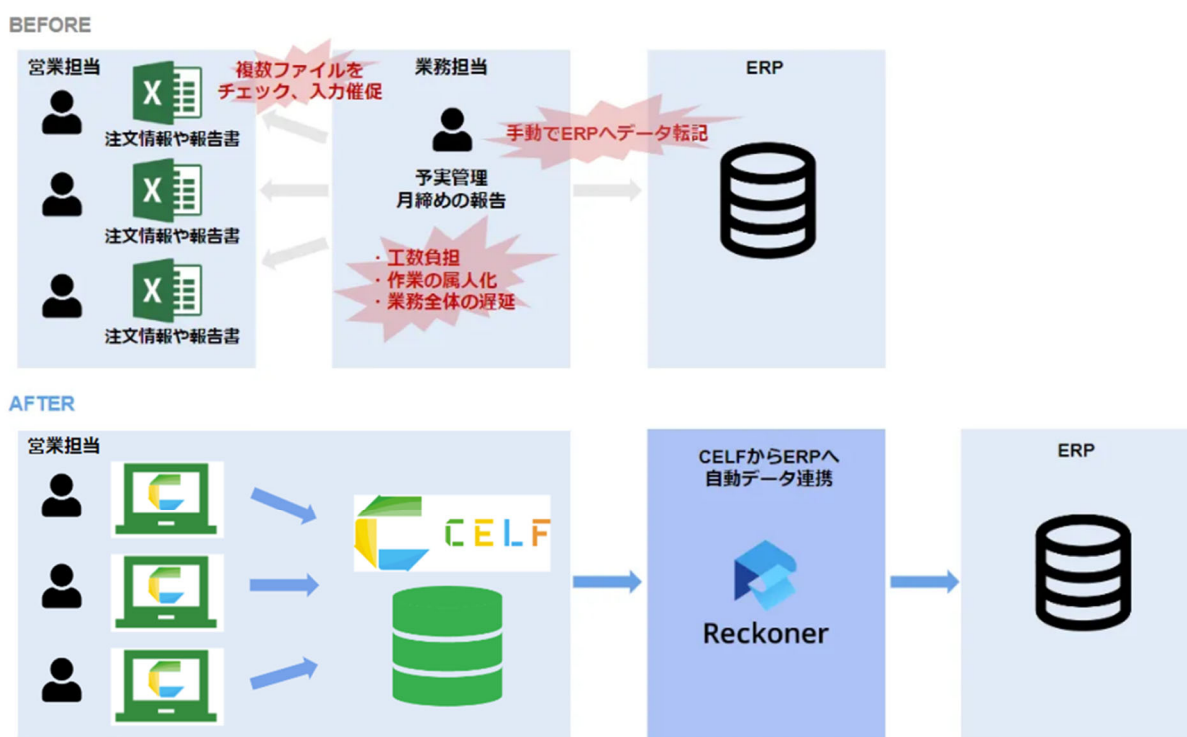 BEFORE
営業担当
X
注文情報や報告書
X
注文情報や報告書
X
注文情報や報告書
複数ファイルを
チェック、入力催促
業務担当
予実管理
月締めの報告
・工数負担
・作業の属人化
・業務全体の遅延
手動でERPへデータ転記
ERP
AFTER
営業担当
CELF
CELFからERPへ
自動データ連携
Reckoner
ERP